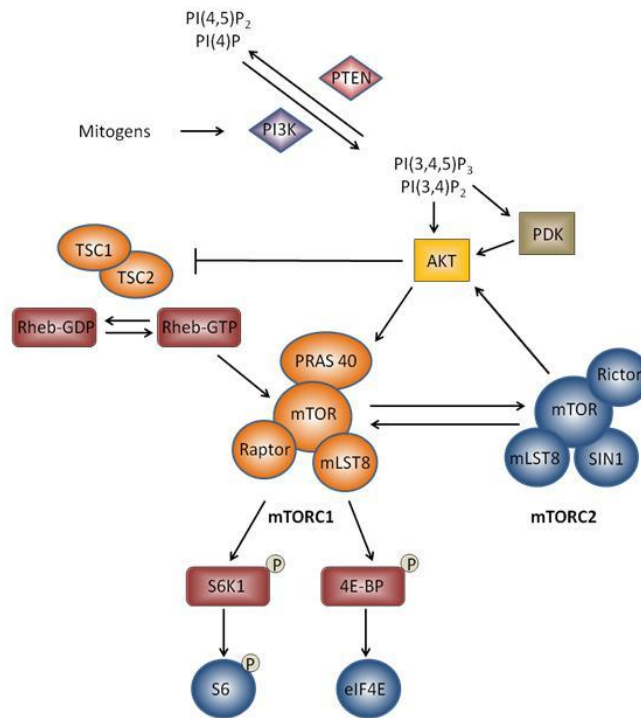 PI(4,5)P₂
PI(4)P
PTEN
Mitogens
PI3K
PI(3,4,5)P₃
PI(3,4)P₂
PDK
TSC1
TSC2
AKT
Rheb-GDP
Rheb-GTP
PRAS 40
mTOR
Raptor
mLST8
Rictor
mTOR
mLST8
SIN1
mTORC1
mTORC2
P
S6K1
P
4E-BP
P
S6
eIF4E